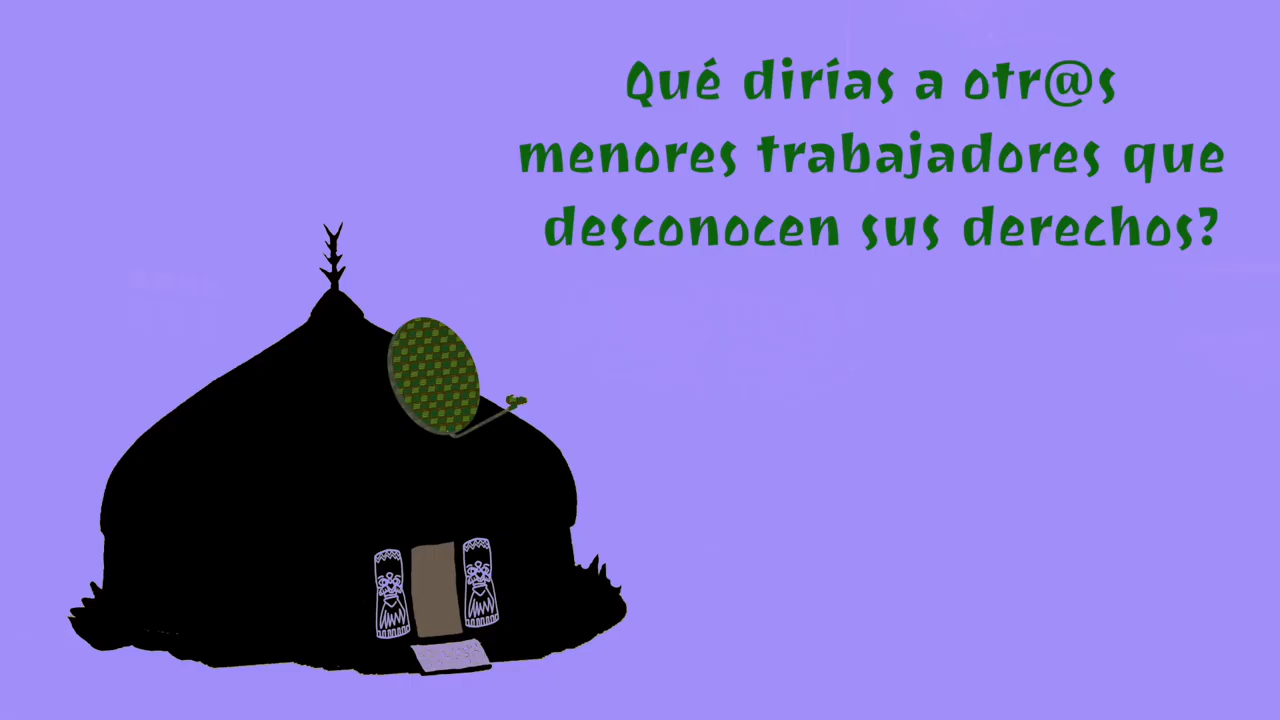 Qué dirías a otr@s
menores trabajadores que
desconocen sus derechos?